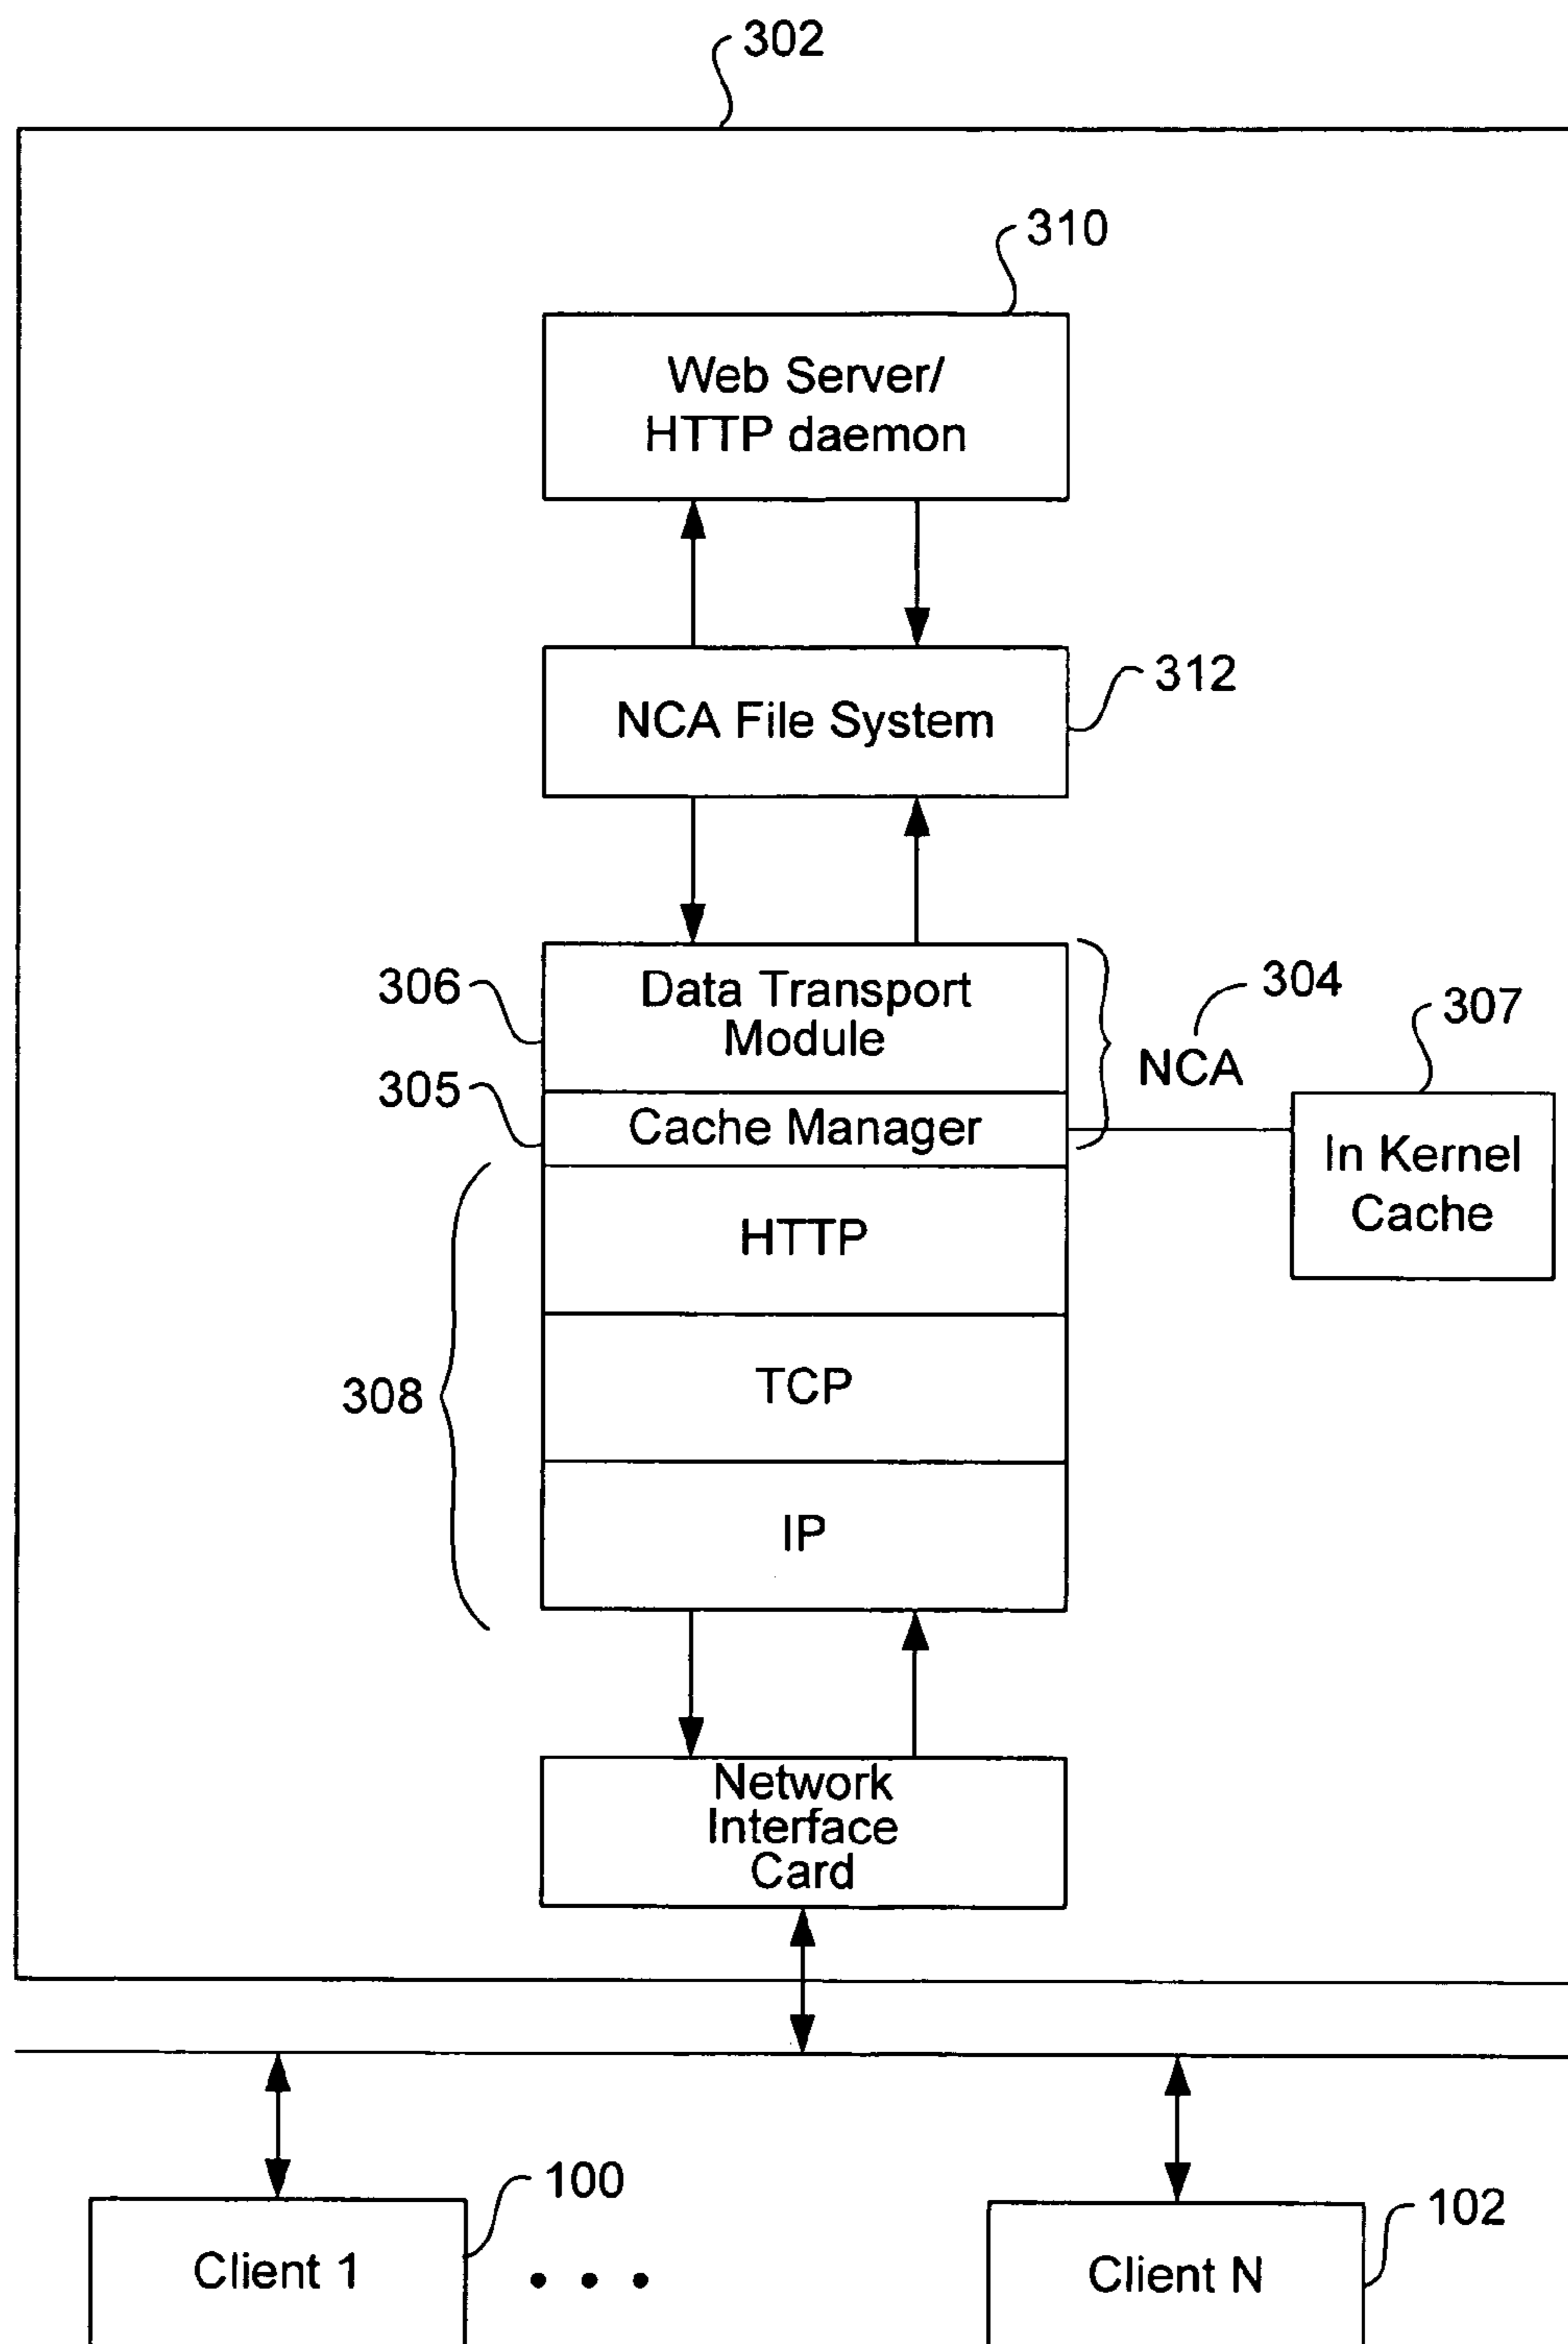 302
310
Web Server/
HTTP daemon
312
NCA File System
306
Data Transport
Module
304
NCA
307
305
Cache Manager
In Kernel
Cache
HTTP
308
TCP
IP
Network
Interface
Card
100
Client 1
• • •
102
Client N